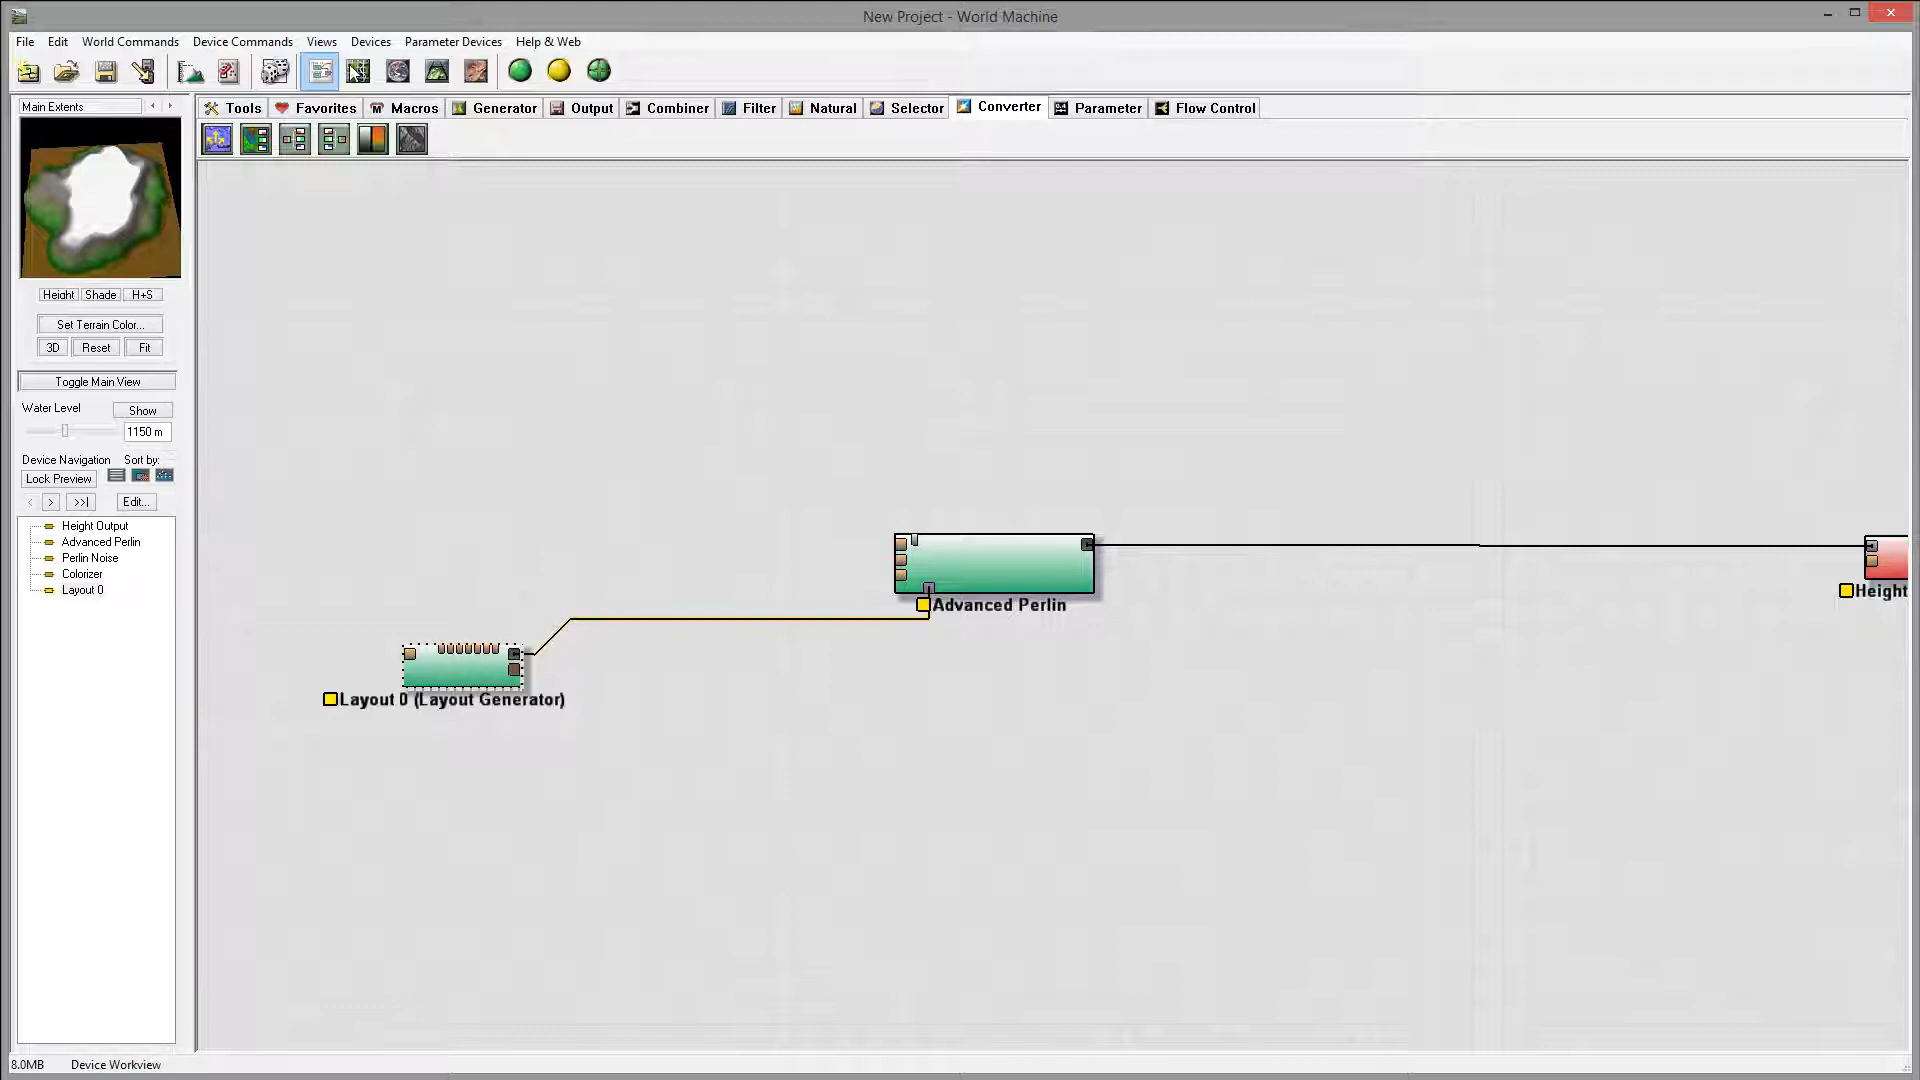 New Project - World Machine
File Edit World Commands Device Commands Views Devices Parameter Devices Help & Web
Main Extents
Tools Favorites Macros Generator Output Combiner Filter Natural Selector Converter Parameter Flow Control
Height Shade H+S
Set Terrain Color...
3D Reset Fit
Toggle Main View
Water Level Show
1150 m
Device Navigation Sort by:
Lock Preview
< > >>| Edit...
Height Output
Advanced Perlin
Perlin Noise
Colorizer
Layout 0
Advanced Perlin
Height
Layout 0 (Layout Generator)
8.0MB Device Workview